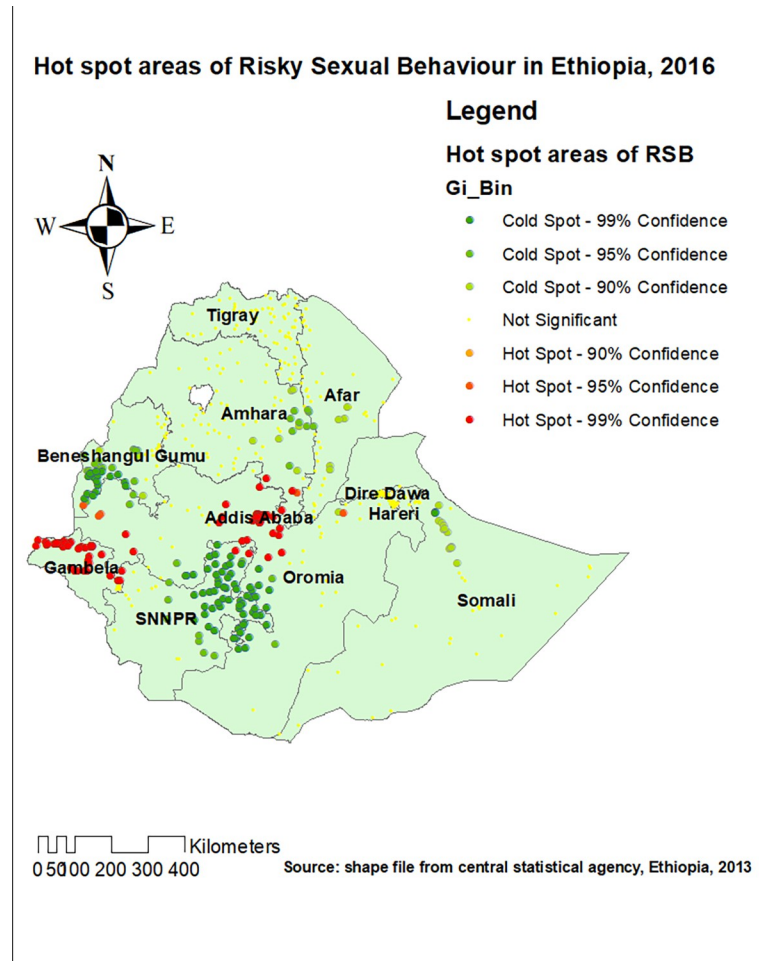 Hot spot areas of Risky Sexual Behaviour in Ethiopia, 2016
Legend
Hot spot areas of RSB
Gi_Bin
Cold Spot - 99% Confidence
Cold Spot - 95% Confidence
Cold Spot - 90% Confidence
Not Significant
Hot Spot - 90% Confidence
Hot Spot - 95% Confidence
Hot Spot - 99% Confidence
N
W E
S
Tigray
Afar
Amhara
Beneshangul Gumu
Dire Dawa
Hareri
Addis Ababa
Gambela
Oromia
Somali
SNNPR
Kilometers
0 50 100 200 300 400
Source: shape file from central statistical agency, Ethiopia, 2013